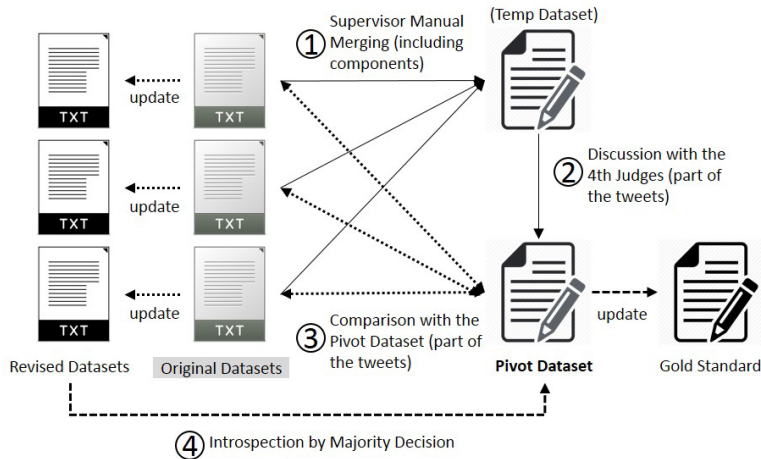 (Temp Dataset)
① Supervisor Manual
Merging (including
components)
TXT
update
TXT
② Discussion with the
4th Judges (part of
the tweets)
TXT
update
TXT
TXT
update
TXT
update
③ Comparison with the
Pivot Dataset (part of
the tweets)
Revised Datasets
Original Datasets
Pivot Dataset
Gold Standard
④ Introspection by Majority Decision